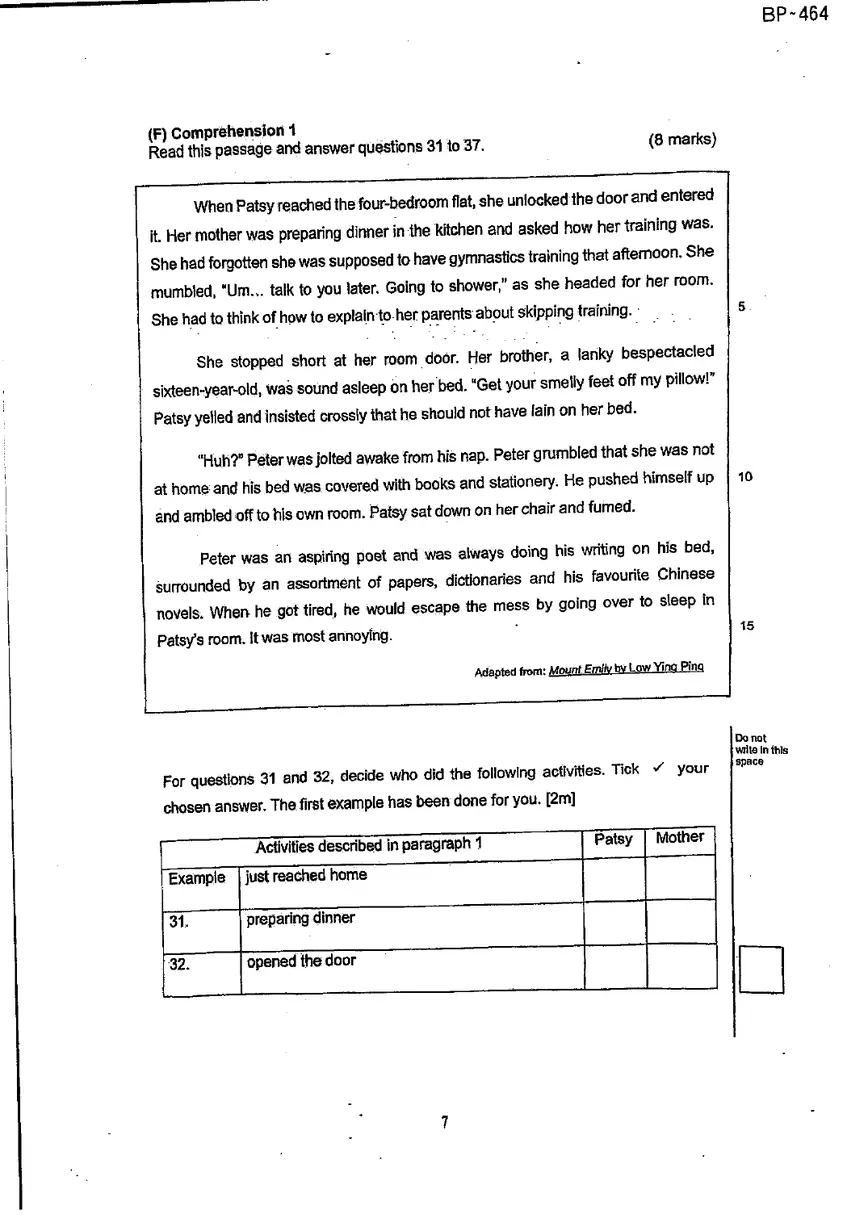 BP-464
(F) Comprehension 1
Read this passage and answer questions 31 to 37.
(8 marks)
When Patsy reached the four-bedroom flat, she unlocked the door and entered
it. Her mother was preparing dinner in the kitchen and asked how her training was.
She had forgotten she was supposed to have gymnastics training that afternoon. She
mumbled, "Um... talk to you later. Going to shower," as she headed for her room.
She had to think of how to explain to her parents about skipping training.
5
She stopped short at her room door. Her brother, a lanky bespectacled
sixteen-year-old, was sound asleep on her bed. "Get your smelly feet off my pillow!"
Patsy yelled and insisted crossly that he should not have lain on her bed.
"Huh?" Peter was jolted awake from his nap. Peter grumbled that she was not
at home and his bed was covered with books and stationery. He pushed himself up
10
and ambled off to his own room. Patsy sat down on her chair and fumed.
Peter was an aspiring poet and was always doing his writing on his bed,
surrounded by an assortment of papers, dictionaries and his favourite Chinese
novels. When he got tired, he would escape the mess by going over to sleep in
Patsy's room. It was most annoying.
15
Adapted from: Mount Emily by Low Ying Ping
Do not
write in this
space
For questions 31 and 32, decide who did the following activities. Tick ✓ your
chosen answer. The first example has been done for you. [2m]
Activities described in paragraph 1 Patsy Mother
Example just reached home
31. preparing dinner
32. opened the door
7